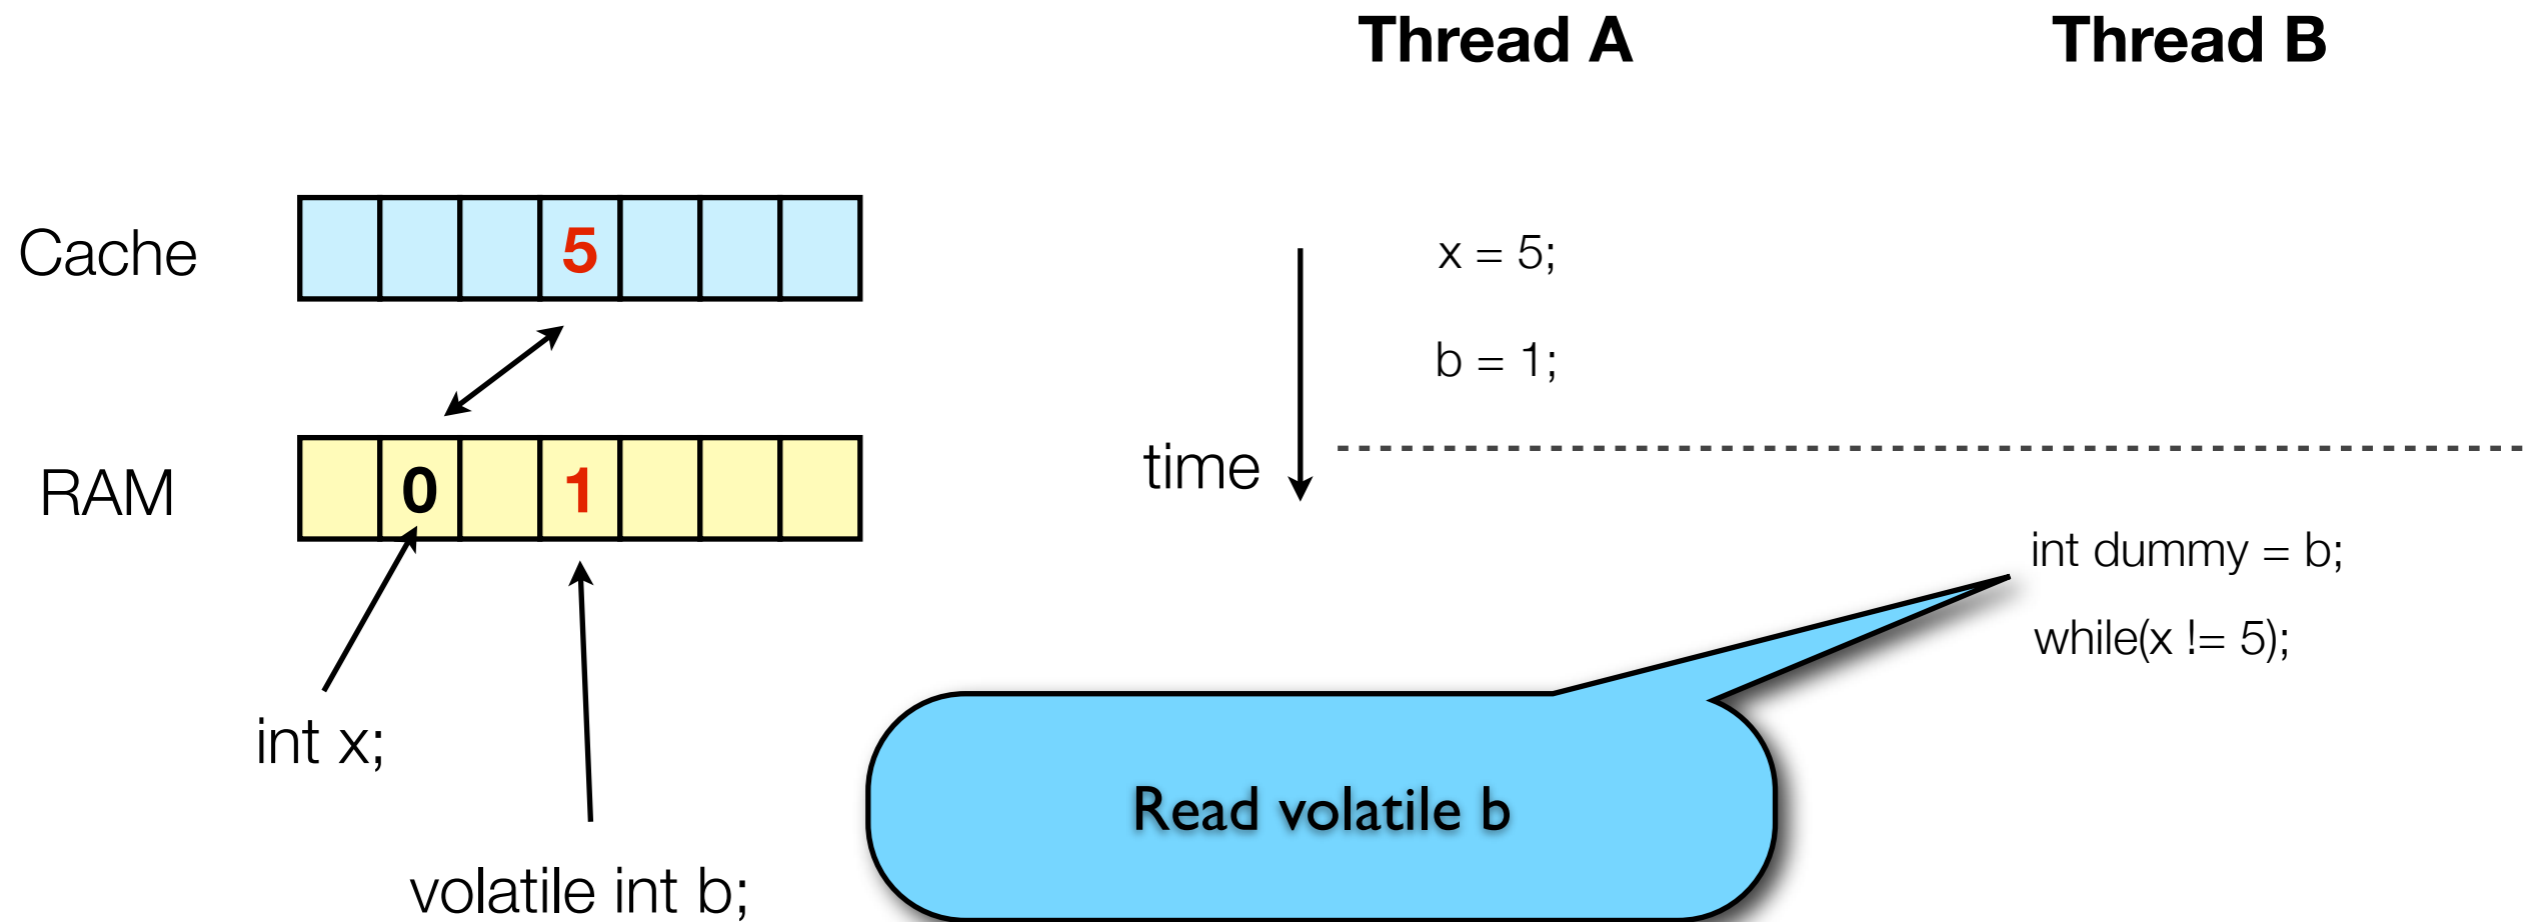 Thread A
Thread B
Cache
5
x = 5;
b = 1;
time
RAM
0
1
int dummy = b;
while(x != 5);
int x;
Read volatile b
volatile int b;